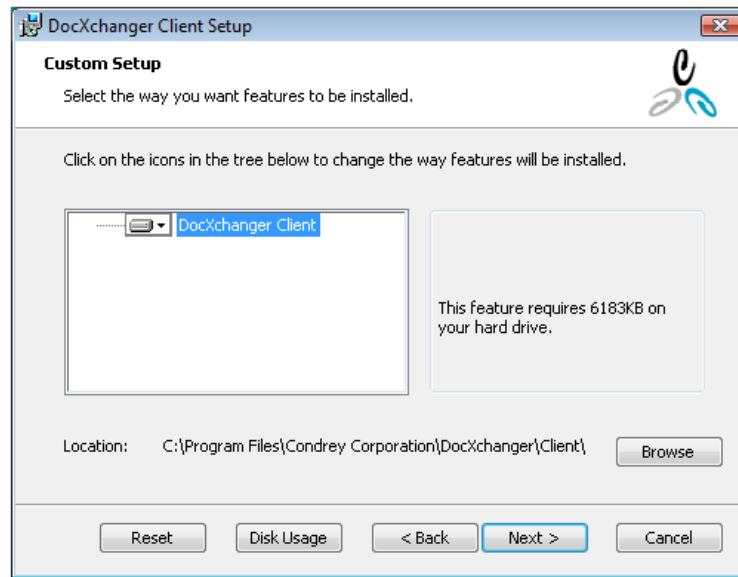 DocXchanger Client Setup
Custom Setup
Select the way you want features to be installed.
Click on the icons in the tree below to change the way features will be installed.
DocXchanger Client
This feature requires 6183KB on
your hard drive.
Location: C:\Program Files\Condrey Corporation\DocXchanger\Client\ Browse
Reset Disk Usage < Back Next > Cancel